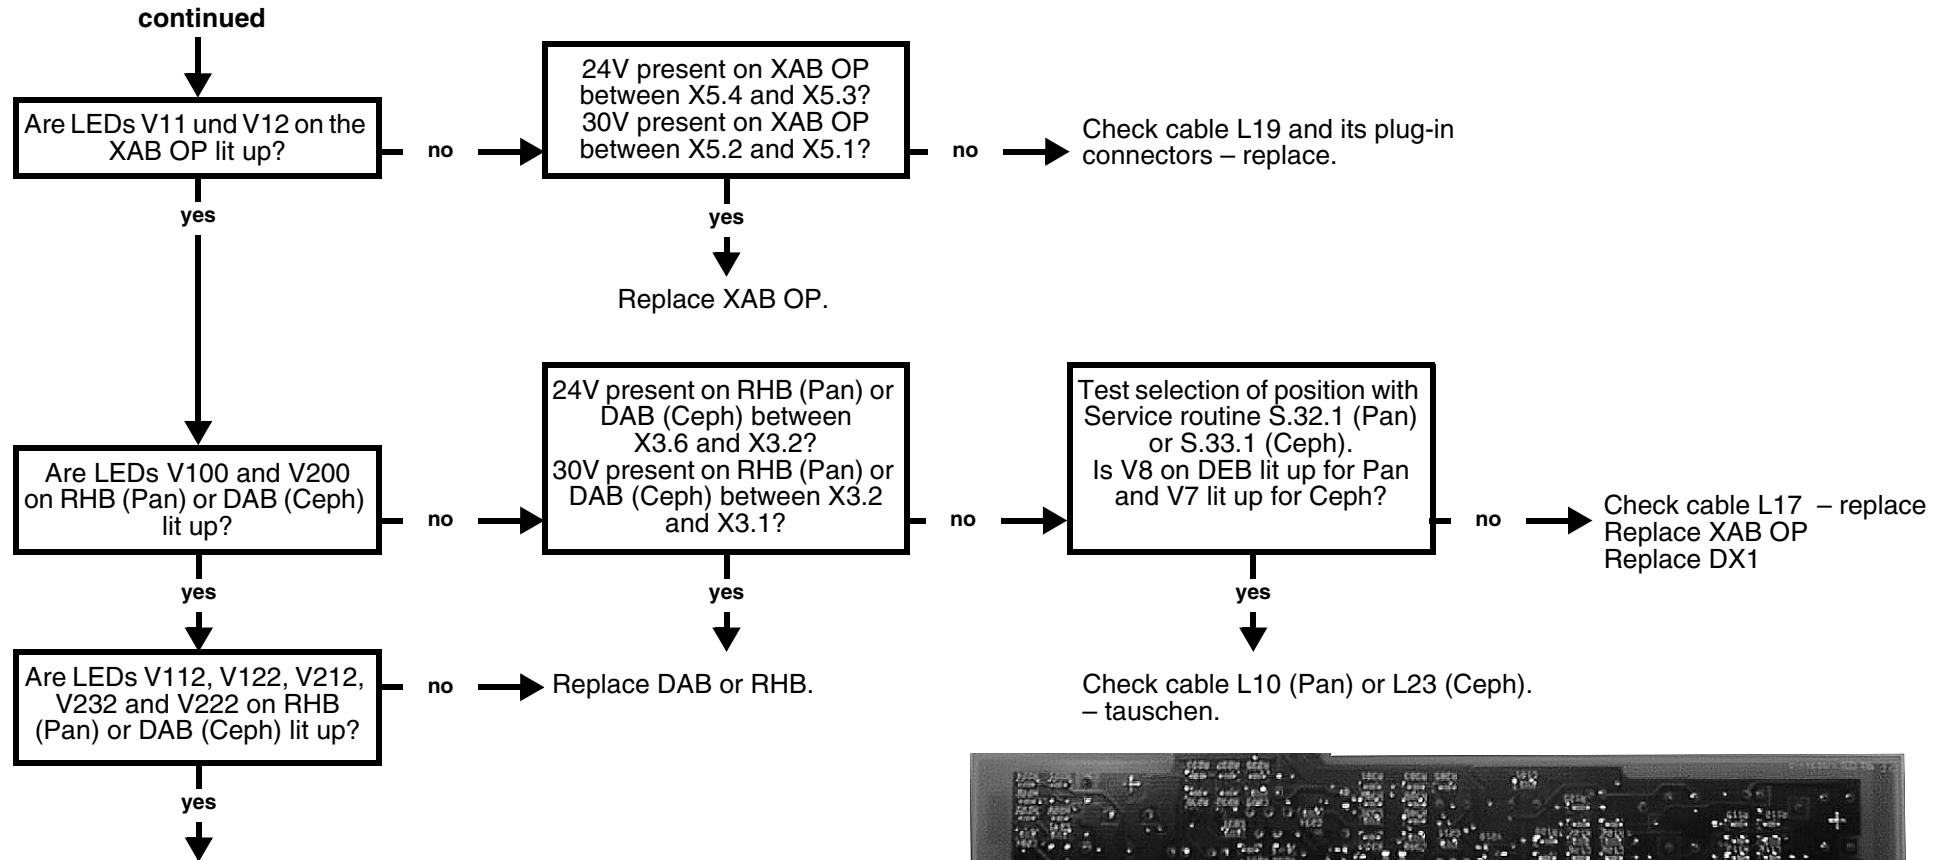 continued
Are LEDs V11 und V12 on the
XAB OP lit up?
no
24V present on XAB OP
between X5.4 and X5.3?
30V present on XAB OP
between X5.2 and X5.1?
no
Check cable L19 and its plug-in
connectors – replace.
yes
yes
Replace XAB OP.
Are LEDs V100 and V200
on RHB (Pan) or DAB (Ceph)
lit up?
no
24V present on RHB (Pan) or
DAB (Ceph) between
X3.6 and X3.2?
30V present on RHB (Pan) or
DAB (Ceph) between X3.2
and X3.1?
no
Test selection of position with
Service routine S.32.1 (Pan)
or S.33.1 (Ceph).
Is V8 on DEB lit up for Pan
and V7 lit up for Ceph?
no
Check cable L17 – replace
Replace XAB OP
Replace DX1
yes
yes
yes
Are LEDs V112, V122, V212,
V232 and V222 on RHB
(Pan) or DAB (Ceph) lit up?
no
Replace DAB or RHB.
Check cable L10 (Pan) or L23 (Ceph).
– tauschen.
yes